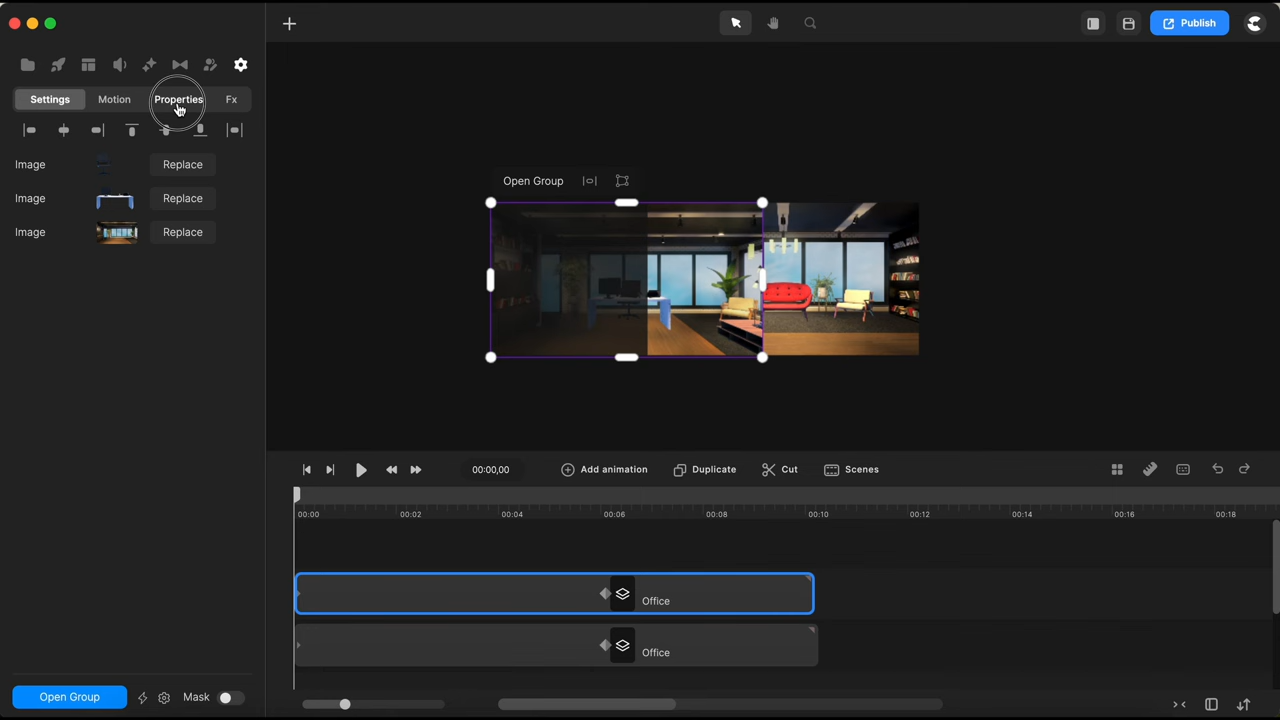 Publish
Settings Motion Properties Fx
Image Replace
Image Replace
Image Replace
Open Group
00:00,00 Add animation Duplicate Cut Scenes
00:00 00:02 00:04 00:06 00:08 00:10 00:12 00:14 00:16 00:18
Office
Office
Open Group Mask